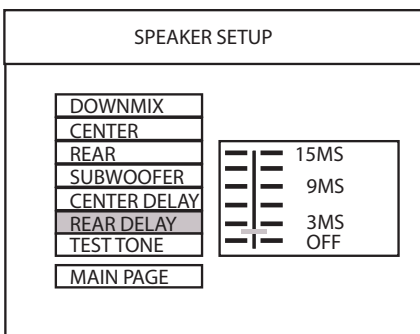 SPEAKER SETUP
DOWNMIX
CENTER
REAR
SUBWOOFER
CENTER DELAY
REAR DELAY
TEST TONE
MAIN PAGE
15MS
9MS
3MS
OFF